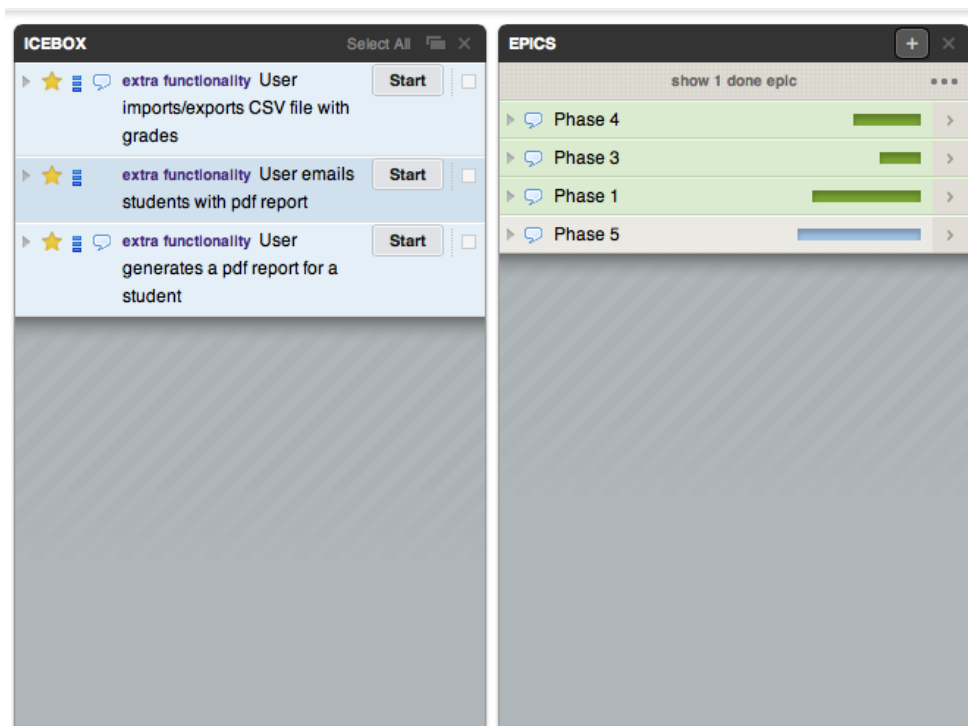 ICEBOX Select All
extra functionality User Start
imports/exports CSV file with
grades
extra functionality User emails Start
students with pdf report
extra functionality User Start
generates a pdf report for a
student
EPICS
show 1 done epic
Phase 4
Phase 3
Phase 1
Phase 5